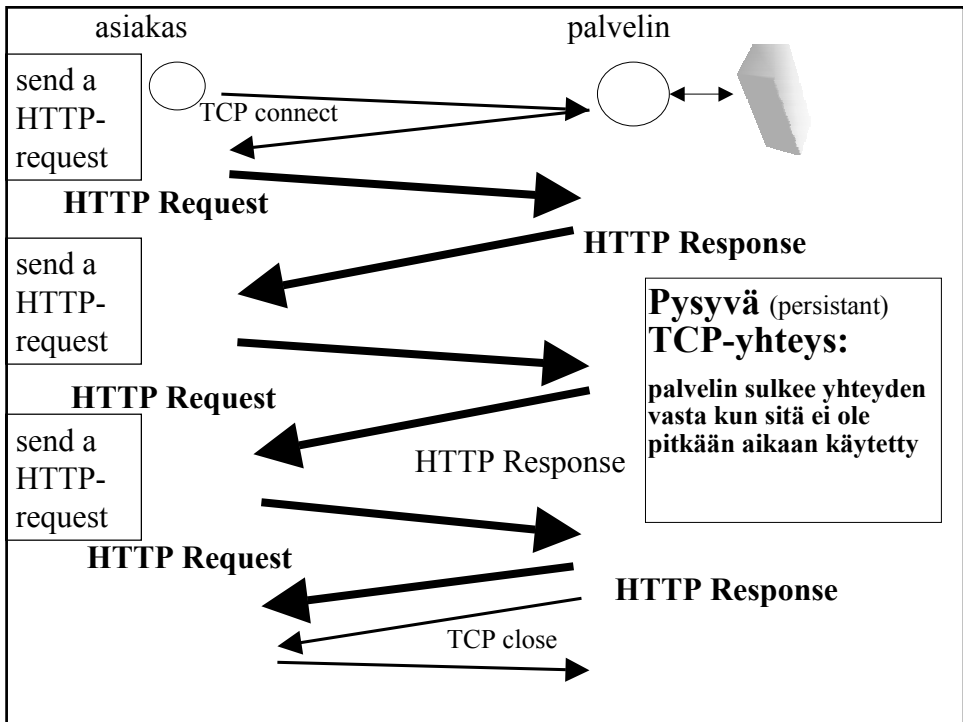 asiakas
palvelin
send a
HTTP-
request
TCP connect
HTTP Request
HTTP Response
send a
HTTP-
request
Pysyvä (persistant)
TCP-yhteys:
palvelin sulkee yhteyden
vasta kun sitä ei ole
pitkään aikaan käytetty
HTTP Request
send a
HTTP-
request
HTTP Response
HTTP Request
HTTP Response
TCP close